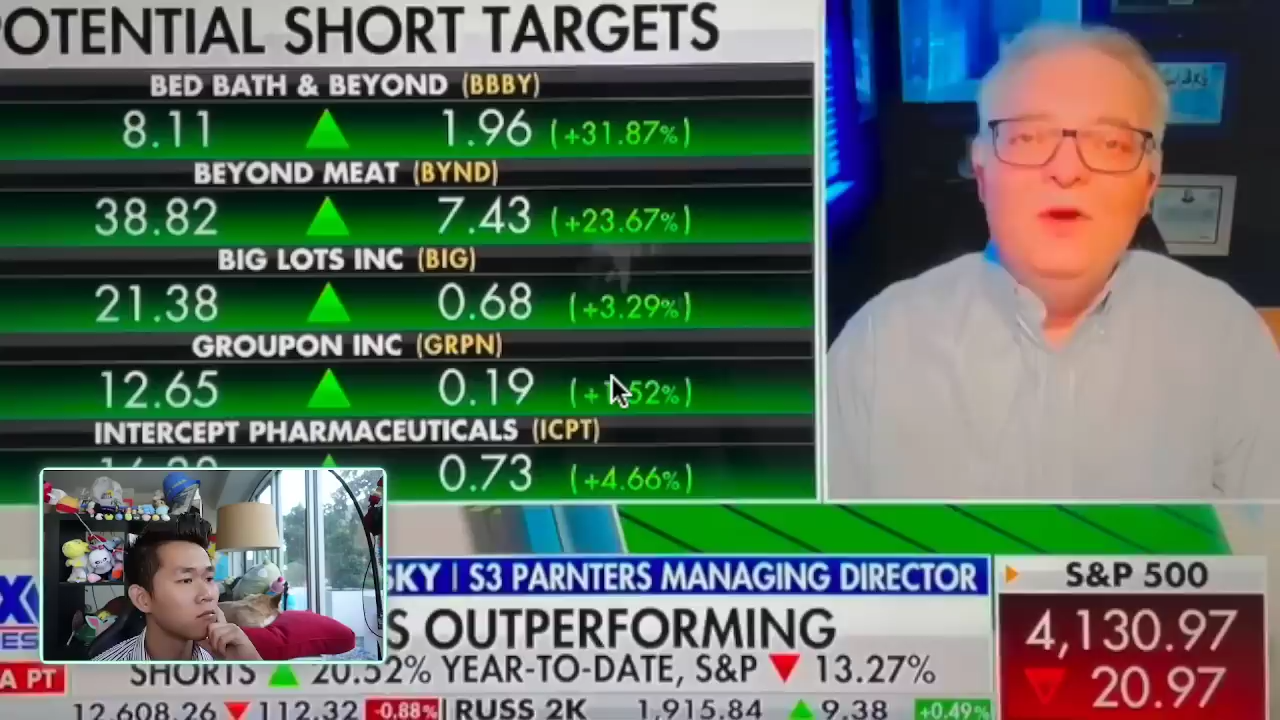 POTENTIAL SHORT TARGETS
BED BATH & BEYOND (BBBY)
8.11 1.96 (+31.87%)
BEYOND MEAT (BYND)
38.82 7.43 (+23.67%)
BIG LOTS INC (BIG)
21.38 0.68 (+3.29%)
GROUPON INC (GRPN)
12.65 0.19
INTERCEPT PHARMACEUTICALS (ICPT)
0.73 (+4.66%)
SKY | S3 PARNTERS MANAGING DIRECTOR
S OUTPERFORMING
SHORTS 20.52% YEAR-TO-DATE, S&P 13.27%
A PT
12,608.26 112.32 -0.88% RUSS 2K 1,915.84 9.38 +0.49%
S&P 500
4,130.97
20.97